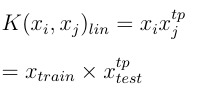 K(x_i, x_j)_{lin} = x_i x_j^{tp}
= x_{train} × x_{test}^{tp}